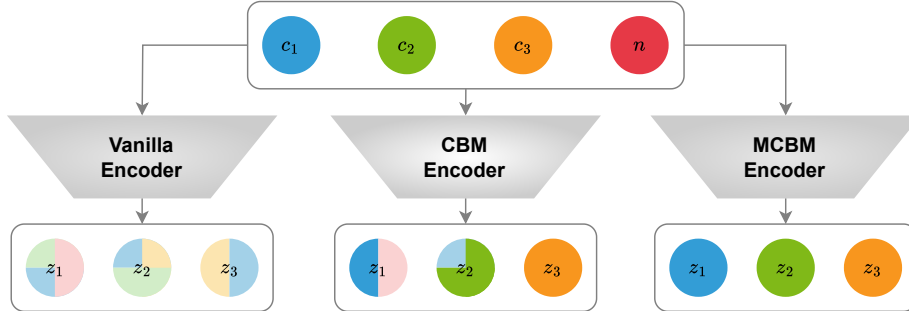 c₁ c₂ c₃ n
Vanilla
Encoder
CBM
Encoder
MCBM
Encoder
z₁ z₂ z₃ z₁ z₂ z₃ z₁ z₂ z₃